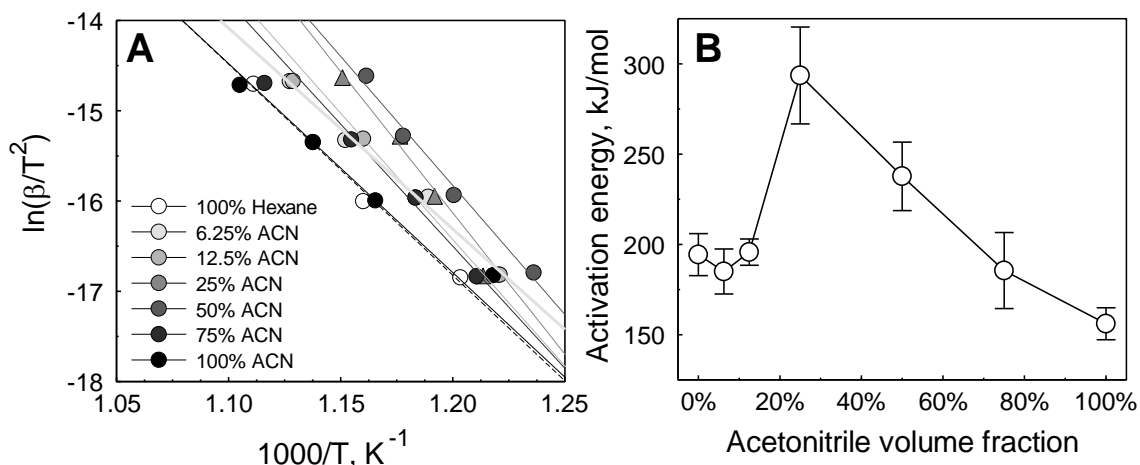 A
ln(β/T²)
-14
-15
-16
-17
-18
100% Hexane
6.25% ACN
12.5% ACN
25% ACN
50% ACN
75% ACN
100% ACN
1.05
1.10
1.15
1.20
1.25
1000/T, K⁻¹
B
Activation energy, kJ/mol
300
250
200
150
0%
20%
40%
60%
80%
100%
Acetonitrile volume fraction